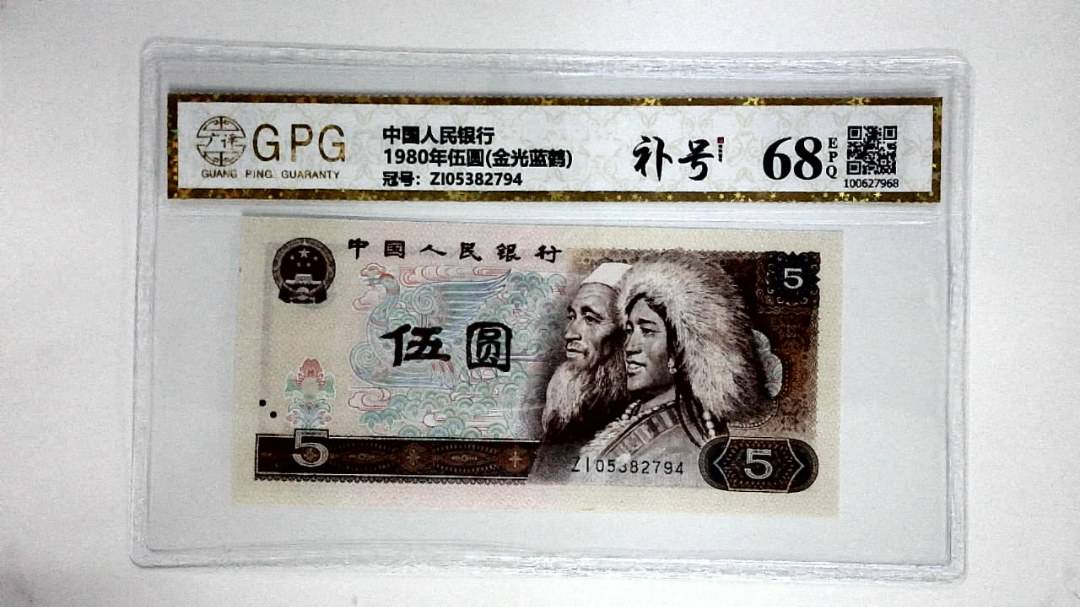 广评
GPG
GUANG PING GUARANTY
中国人民银行
1980年伍圆(金光蓝鹤)
冠号：ZI05382794
补号
68
EPQ
100627968
中国人民银行
5
伍圆
5
ZI05382794
5